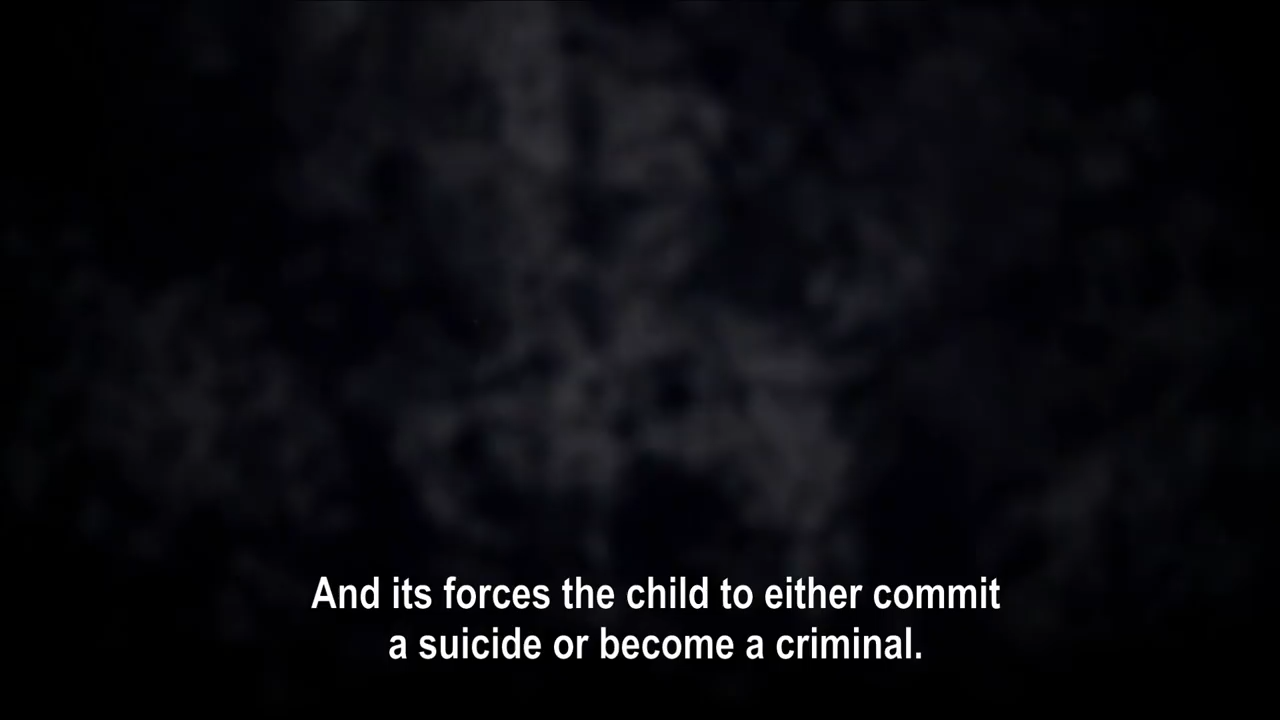 And its forces the child to either commit
a suicide or become a criminal.